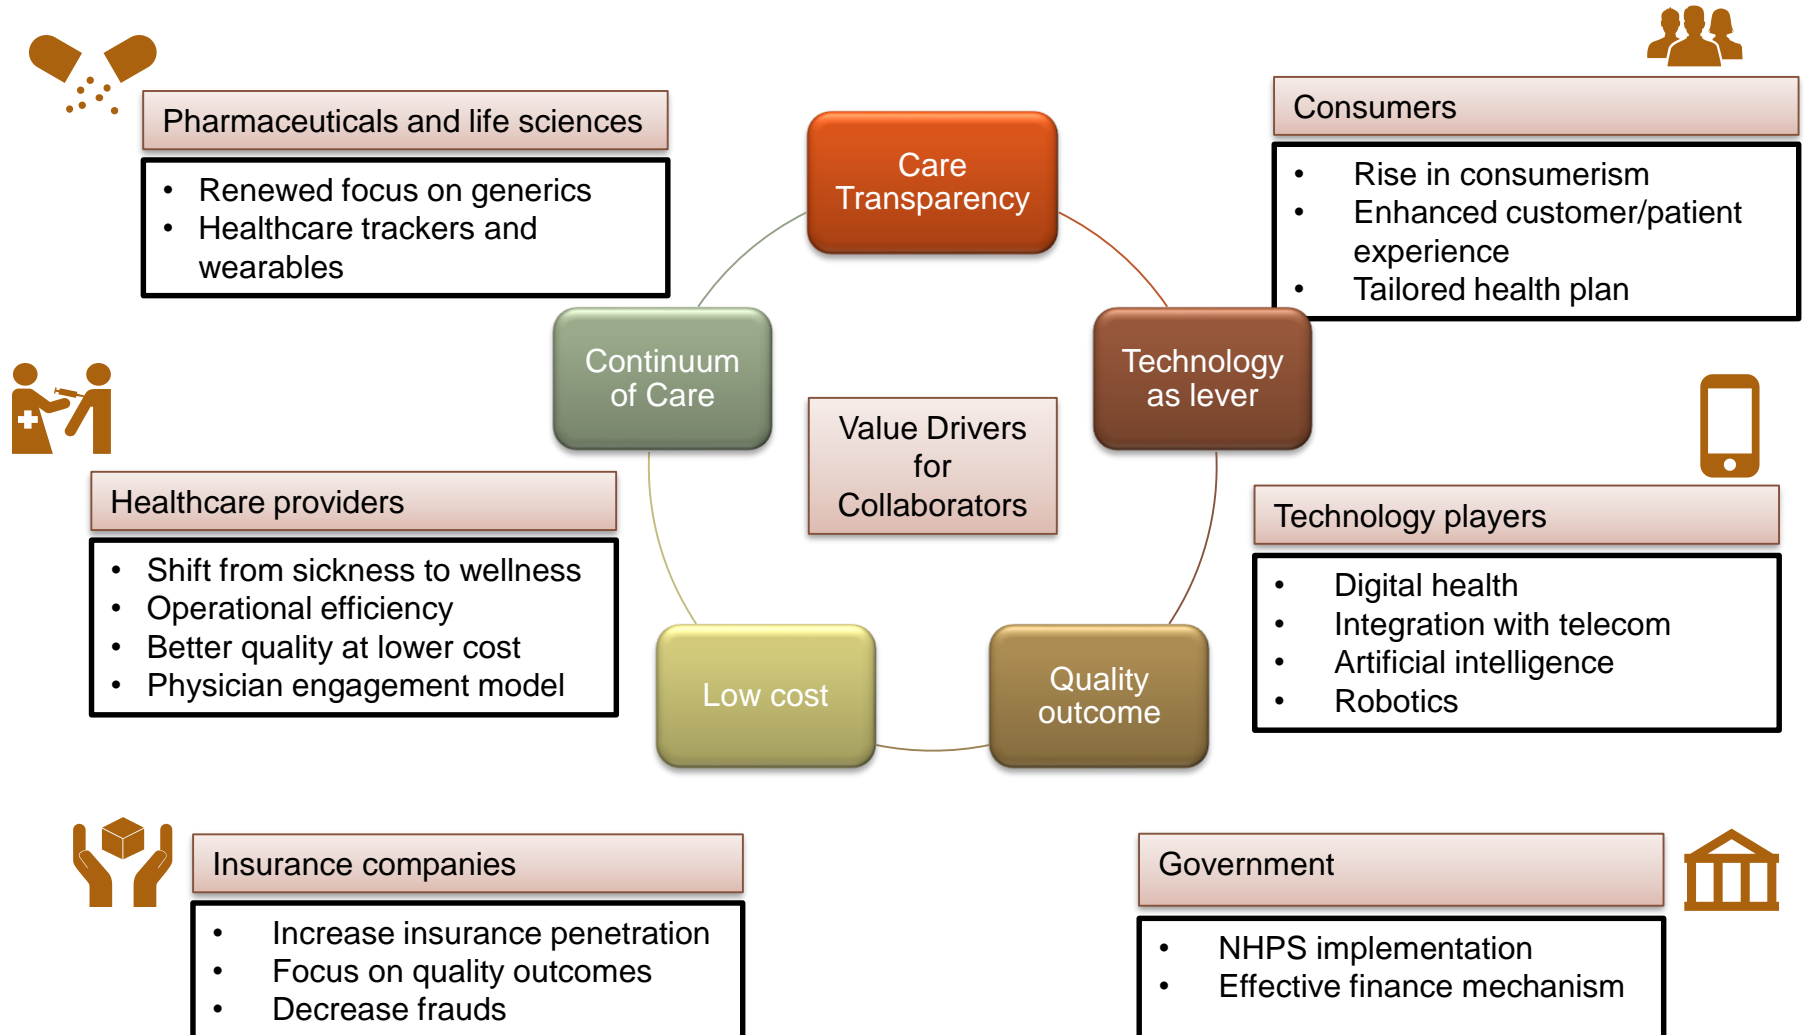 Pharmaceuticals and life sciences
• Renewed focus on generics
• Healthcare trackers and
wearables
Consumers
• Rise in consumerism
• Enhanced customer/patient
experience
• Tailored health plan
Care
Transparency
Continuum
of Care
Technology
as lever
Value Drivers
for
Collaborators
Low cost
Quality
outcome
Healthcare providers
• Shift from sickness to wellness
• Operational efficiency
• Better quality at lower cost
• Physician engagement model
Technology players
• Digital health
• Integration with telecom
• Artificial intelligence
• Robotics
Insurance companies
• Increase insurance penetration
• Focus on quality outcomes
• Decrease frauds
Government
• NHPS implementation
• Effective finance mechanism